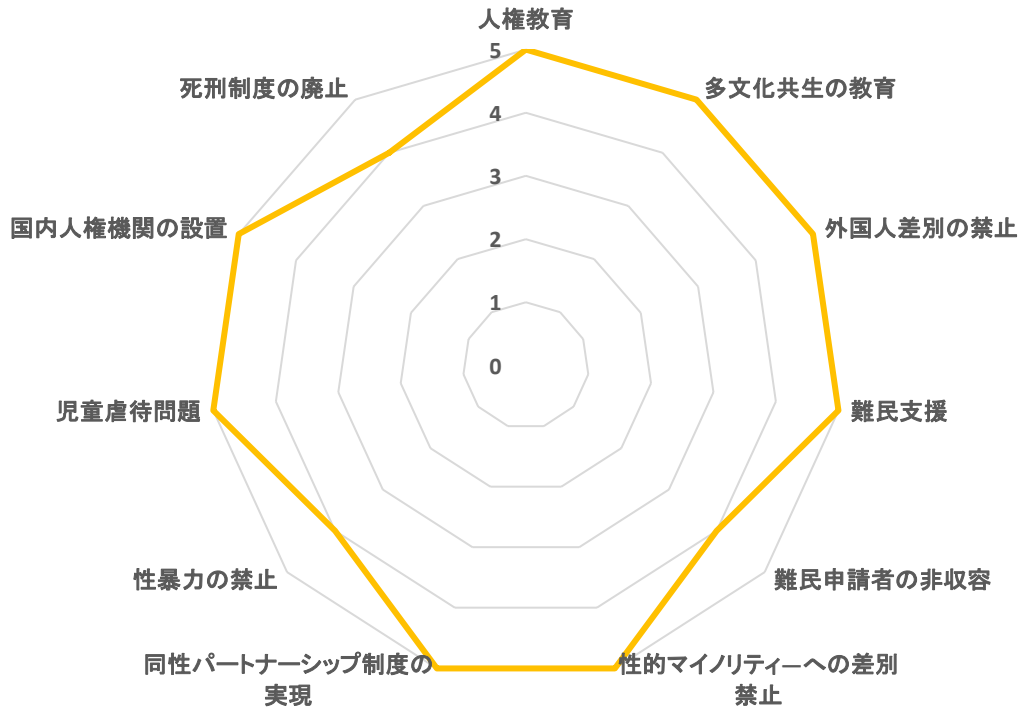 人権教育
5
死刑制度の廃止
多文化共生の教育
4
3
国内人権機関の設置
外国人差別の禁止
2
1
0
児童虐待問題
難民支援
性暴力の禁止
難民申請者の非収容
同性パートナーシップ制度の
実現
性的マイノリティ―への差別
禁止